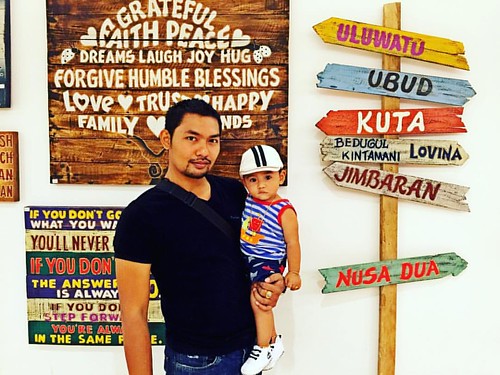 A GRATEFUL
FAITH PEACE
DREAMS LAUGH JOY HUG
FORGIVE HUMBLE BLESSINGS
LOVE TRUS HAPPY
FAMILY NDS
IF YOU DON'T GO
WHAT YOU WA
YOU'LL NEVER
IF YOU DON'T
THE ANSWER
IS ALWAY
IF YOU DO
STEP FORW
YOU'RE ALW
IN THE SAME PLACE.
ULUWATU
UBUD
KUTA
BEDUGUL
KINTAMANI LOVINA
JIMBARAN
NUSA DUA